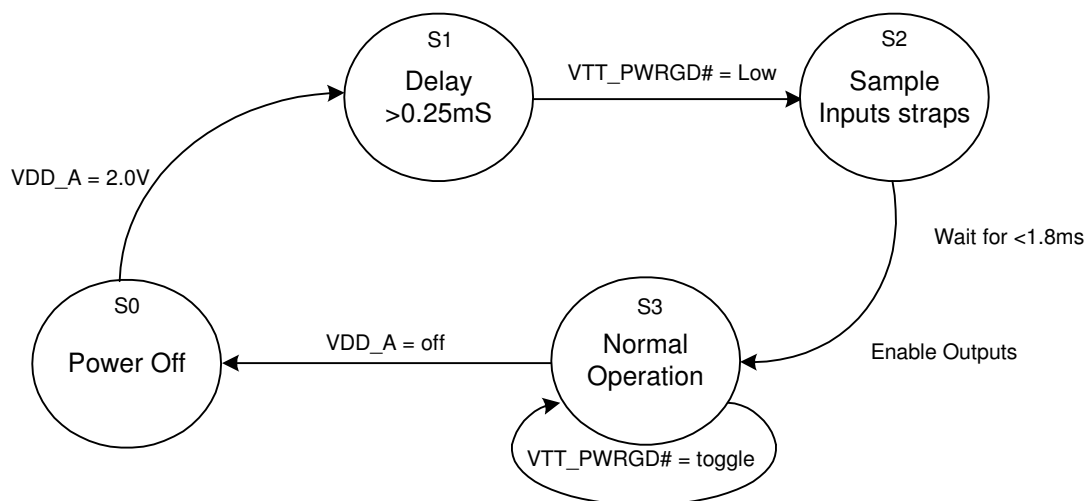 S1
Delay
>0.25mS
VTT_PWRGD# = Low
S2
Sample
Inputs straps
VDD_A = 2.0V
Wait for <1.8ms
S0
Power Off
VDD_A = off
S3
Normal
Operation
Enable Outputs
VTT_PWRGD# = toggle